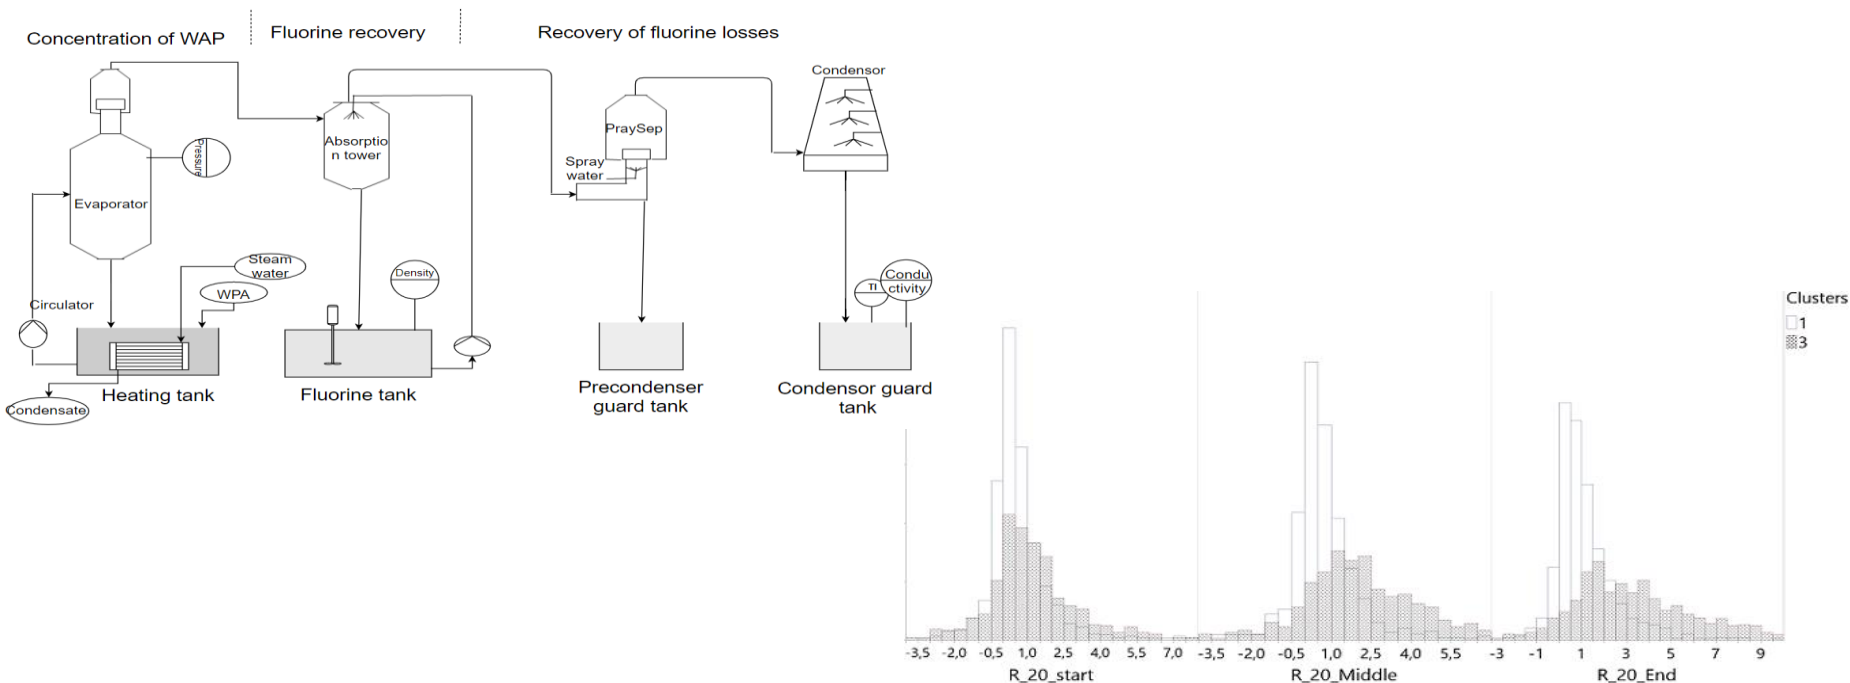 Concentration of WAP
Fluorine recovery
Recovery of fluorine losses
Condensor
Pressure
Absorptio
n tower
PraySep
Spray
water
Evaporator
Steam
water
WPA
Circulator
Density
TI
Condu
ctivity
Condensate
Heating tank
Fluorine tank
Precondenser
guard tank
Condensor guard
tank
Clusters
1
3
-3,5 -2,0 -0,5 1,0 2,5 4,0 5,5 7,0 -3,5 -2,0 -0,5 1,0 2,5 4,0 5,5 -3 -1 1 3 5 7 9
R_20_start R_20_Middle R_20_End